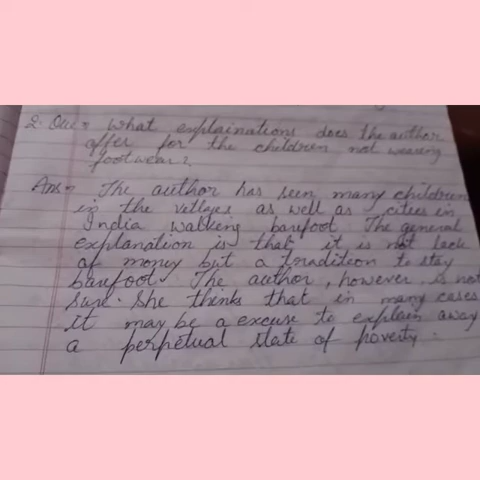 2. Que:- What explainations does the author
offer for the children not wearing
footwear?
Ans:- The author has seen many children
in the villages as well as cities in
India walking barefoot. The general
explanation is that it is not lack
of money but a tradition to stay
barefoot. The author, however, is not
sure. She thinks that in many cases
it may be a excuse to explain away
a perpetual state of poverty.